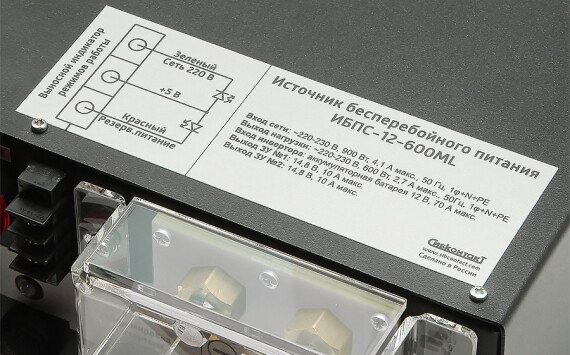 Выносной индикатор
режимов работы
Зеленый
Сеть 220 В
+5 В
Красный
Резерв.питание
Источник бесперебойного питания
ИБПС-12-600ML
Вход сети: ~220-230 В, 900 Вт, 4,1 А макс., 50 Гц, 1φ+N+PE
Выход нагрузки: ~220-230 В, 600 Вт, 2,7 А макс., 50Гц, 1φ+N+PE
Вход инвертора: аккумуляторная батарея 12 В, 70 А макс.
Выход ЗУ №1: 14,8 В, 10 А макс.
Выход ЗУ №2: 14,8 В, 10 А макс.
СибконтакТ
www.sibcontact.com
Сделано в России